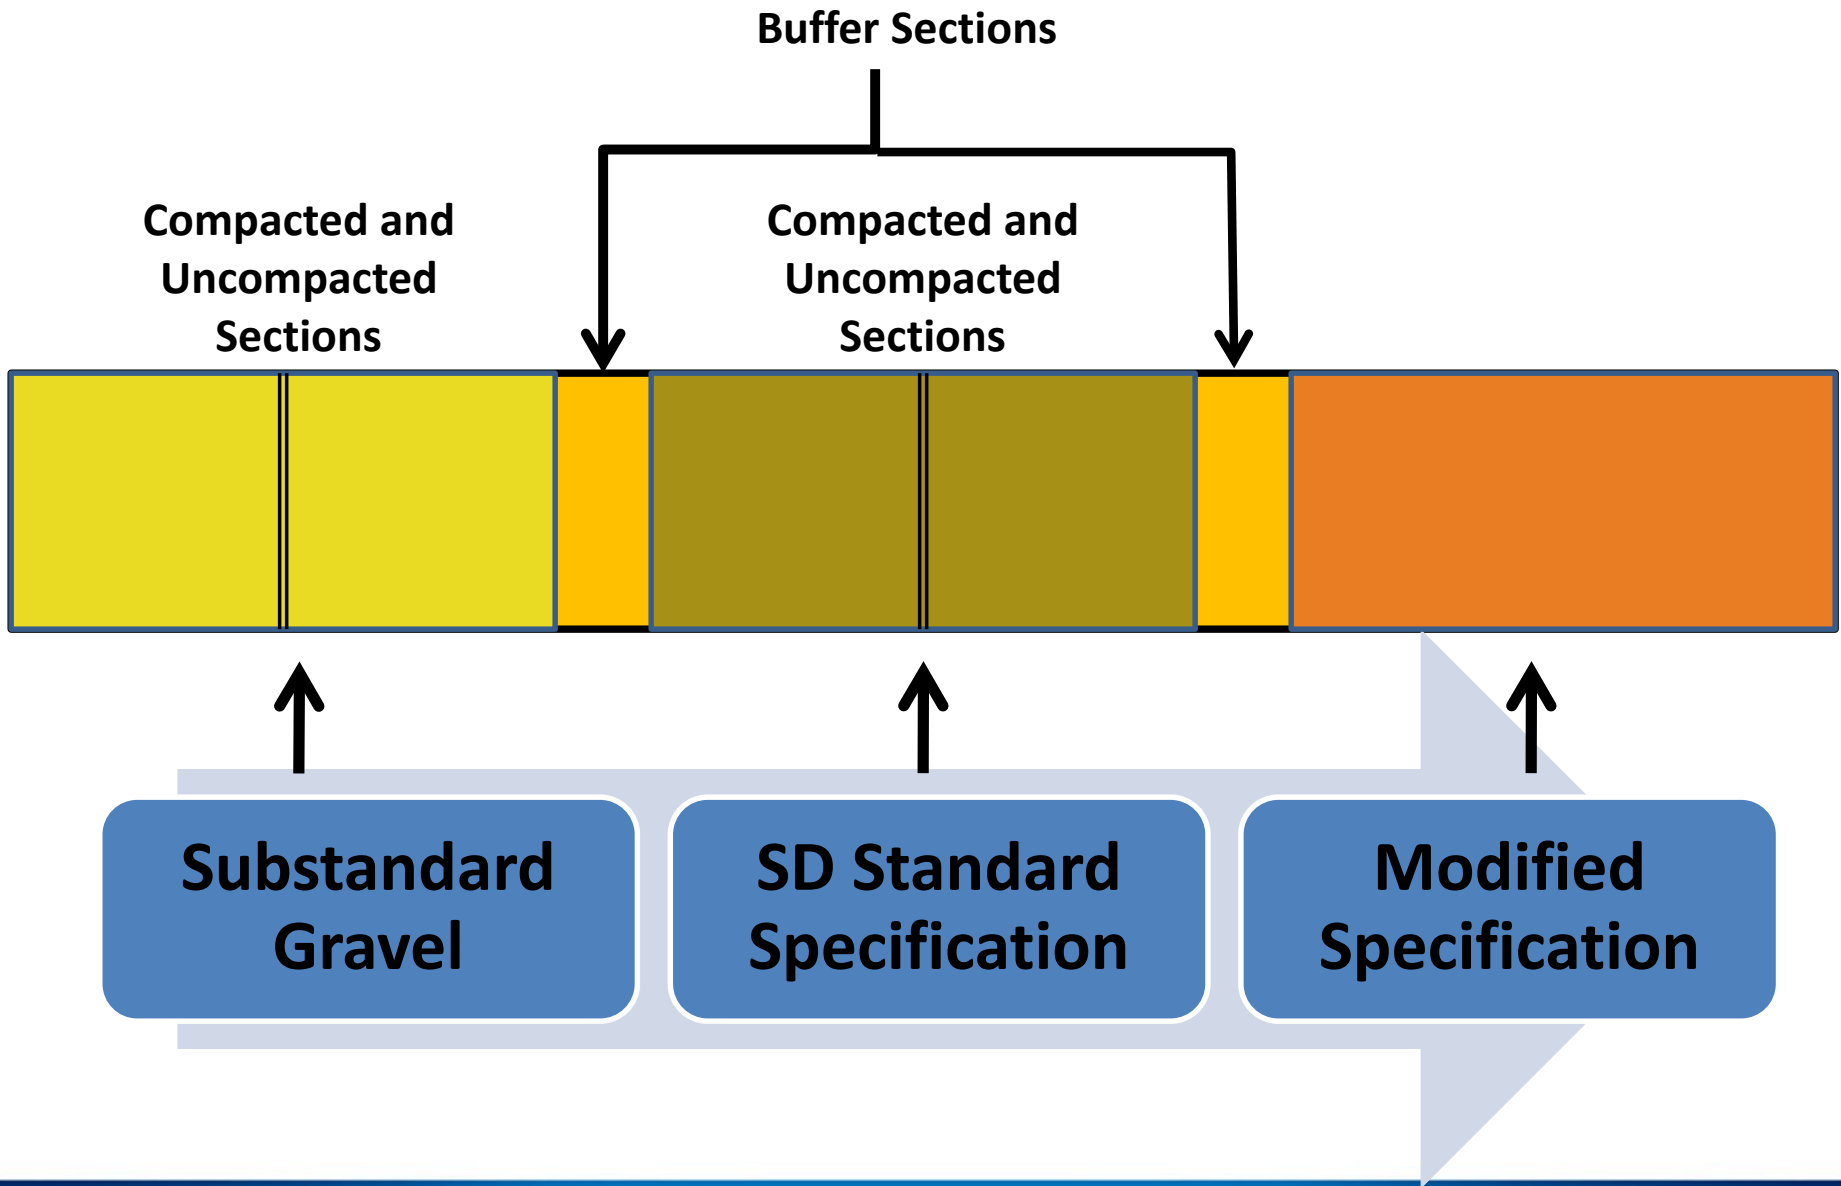 Buffer Sections
Compacted and
Uncompacted
Sections
Compacted and
Uncompacted
Sections
Substandard
Gravel
SD Standard
Specification
Modified
Specification